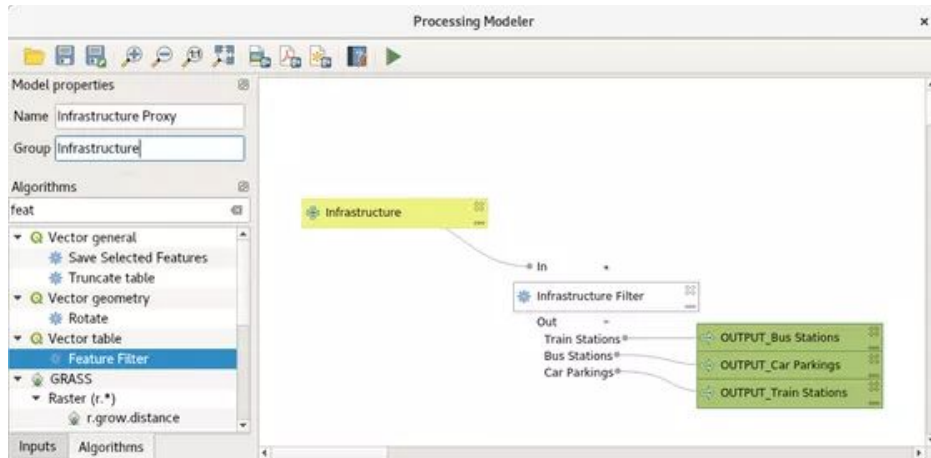 Processing Modeler
Model properties
Name Infrastructure Proxy
Group Infrastructure
Algorithms
feat
Vector general
Save Selected Features
Truncate table
Vector geometry
Rotate
Vector table
Feature Filter
GRASS
Raster (r.*)
r.grow.distance
Inputs Algorithms
Infrastructure
In
Infrastructure Filter
Out
Train Stations
Bus Stations
Car Parkings
OUTPUT_Bus Stations
OUTPUT_Car Parkings
OUTPUT_Train Stations